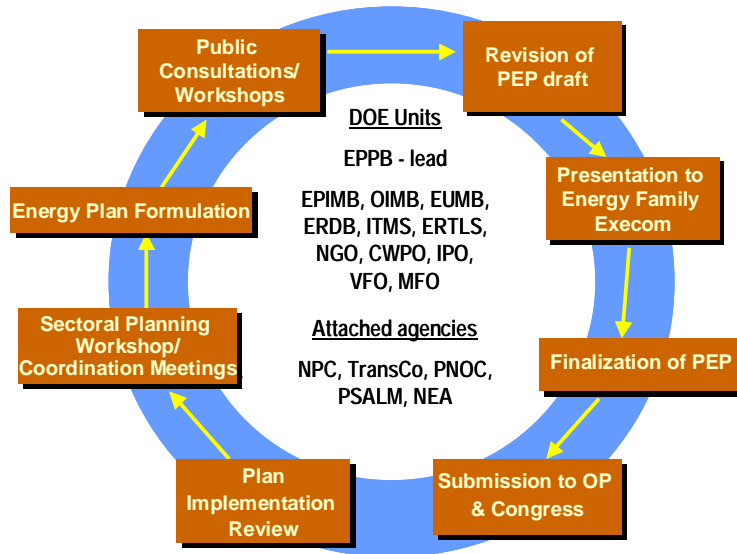 Public
Consultations/
Workshops
Revision of
PEP draft
DOE Units
EPPB - lead
EPIMB, OIMB, EUMB,
ERDB, ITMS, ERTLS,
NGO, CWPO, IPO,
VFO, MFO
Attached agencies
NPC, TransCo, PNOC,
PSALM, NEA
Presentation to
Energy Family
Execom
Energy Plan Formulation
Sectoral Planning
Workshop/
Coordination Meetings
Finalization of PEP
Plan
Implementation
Review
Submission to OP
& Congress